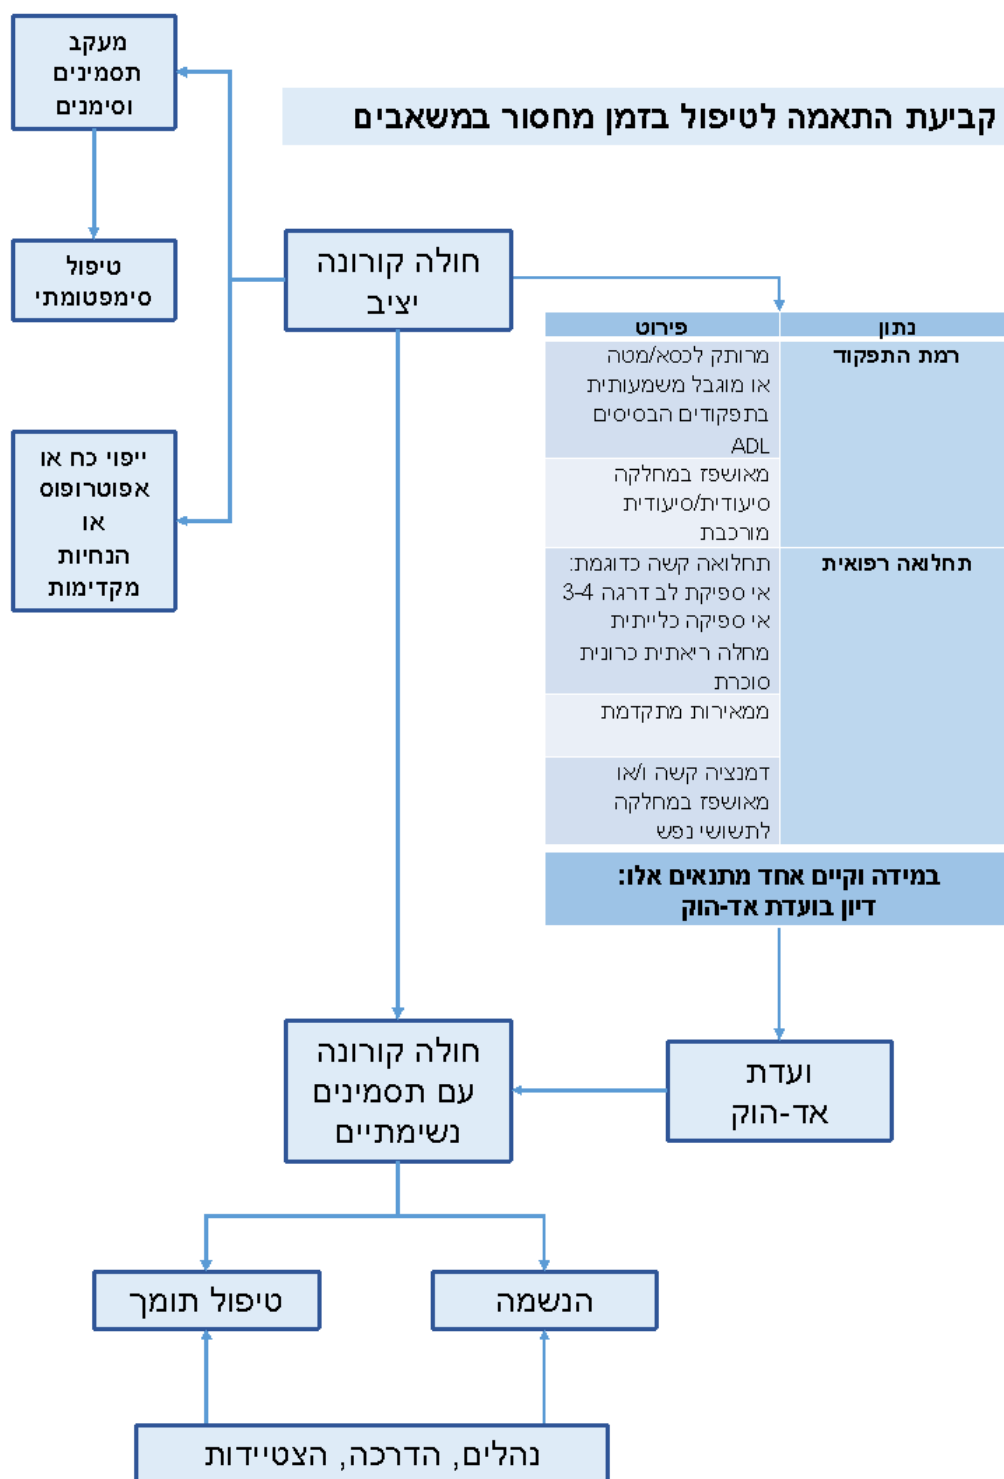 מעקב
תסמינים
וסימנים
קביעת התאמה לטיפול בזמן מחסור במשאבים
טיפול
סימפטומתי
חולה קורונה
יציב
נתון
פירוט
רמת התפקוד
מרותק לכסא/מטה
או מוגבל משמעותית
בתפקודים הבסיסים
ADL
מאושפז במחלקה
סיעודית/סיעודית
מורכבת
תחלואה רפואית
תחלואה קשה כדוגמת:
אי ספיקת לב דרגה 3-4
אי ספיקה כלייתית
מחלה ריאתית כרונית
סוכרת
ממאירות מתקדמת
דמנציה קשה ו/או
מאושפז במחלקה
לתשושי נפש
ייפוי כח או
אפוטרופוס
או
הנחיות
מקדימות
במידה וקיים אחד מתנאים אלו:
דיון בועדת אד-הוק
חולה קורונה
עם תסמינים
נשימתיים
ועדת
אד-הוק
הנשמה
טיפול תומך
נהלים, הדרכה, הצטיידות